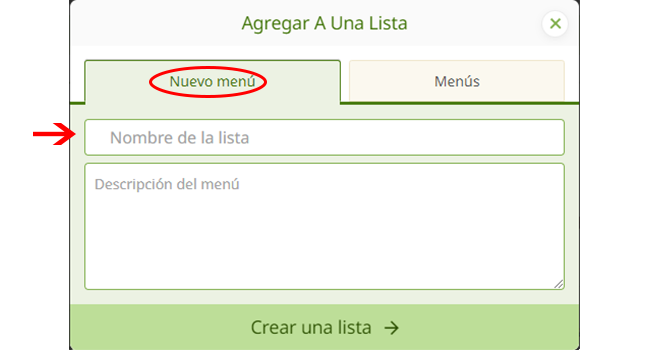 Agregar A Una Lista
Nuevo menú
Menús
Nombre de la lista
Descripción del menú
Crear una lista